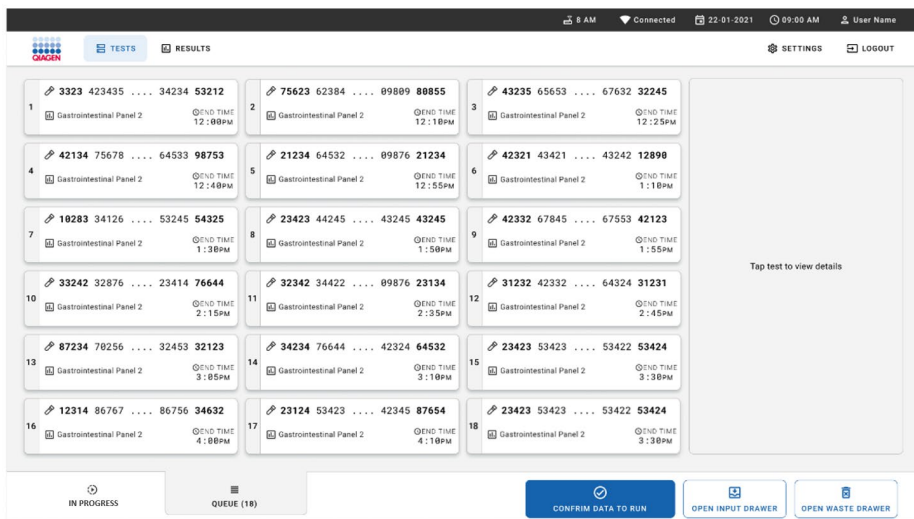 8 AM Connected 22-01-2021 09:00 AM User Name
QIAGEN TESTS RESULTS SETTINGS LOGOUT
1 3323 423435 .... 34234 53212
Gastrointestinal Panel 2 END TIME 12:00PM
2 75623 62384 .... 09809 80855
Gastrointestinal Panel 2 END TIME 12:10PM
3 43235 65653 .... 67632 32245
Gastrointestinal Panel 2 END TIME 12:25PM
4 42134 75678 .... 64533 98753
Gastrointestinal Panel 2 END TIME 12:40PM
5 21234 64532 .... 09876 21234
Gastrointestinal Panel 2 END TIME 12:55PM
6 42321 43421 .... 43242 12890
Gastrointestinal Panel 2 END TIME 1:10PM
7 10283 34126 .... 53245 54325
Gastrointestinal Panel 2 END TIME 1:30PM
8 23423 44245 .... 43245 43245
Gastrointestinal Panel 2 END TIME 1:50PM
9 42332 67845 .... 67553 42123
Gastrointestinal Panel 2 END TIME 1:55PM
10 33242 32876 .... 23414 76644
Gastrointestinal Panel 2 END TIME 2:15PM
11 32342 34422 .... 09876 23134
Gastrointestinal Panel 2 END TIME 2:35PM
12 31232 42332 .... 64324 31231
Gastrointestinal Panel 2 END TIME 2:45PM
13 87234 70256 .... 32453 32123
Gastrointestinal Panel 2 END TIME 3:05PM
14 34234 76644 .... 42324 64532
Gastrointestinal Panel 2 END TIME 3:10PM
15 23423 53423 .... 53422 53424
Gastrointestinal Panel 2 END TIME 3:30PM
16 12314 86767 .... 86756 34632
Gastrointestinal Panel 2 END TIME 4:00PM
17 23124 53423 .... 42345 87654
Gastrointestinal Panel 2 END TIME 4:10PM
18 23423 53423 .... 53422 53424
Gastrointestinal Panel 2 END TIME 3:30PM
Tap test to view details
IN PROGRESS QUEUE (18) CONFRIM DATA TO RUN OPEN INPUT DRAWER OPEN WASTE DRAWER